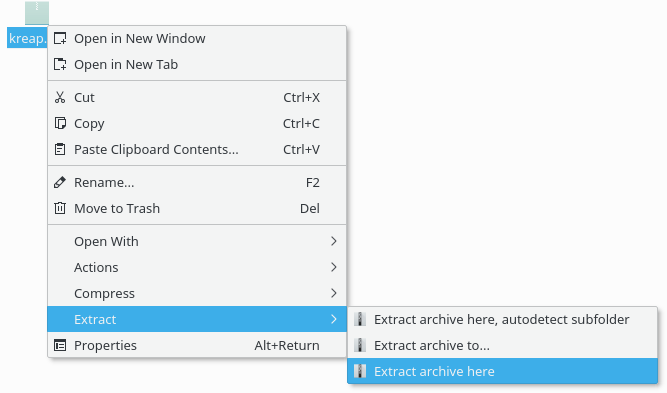 kreap.
Open in New Window
Open in New Tab
Cut Ctrl+X
Copy Ctrl+C
Paste Clipboard Contents... Ctrl+V
Rename... F2
Move to Trash Del
Open With
Actions
Compress
Extract
Properties Alt+Return
Extract archive here, autodetect subfolder
Extract archive to...
Extract archive here